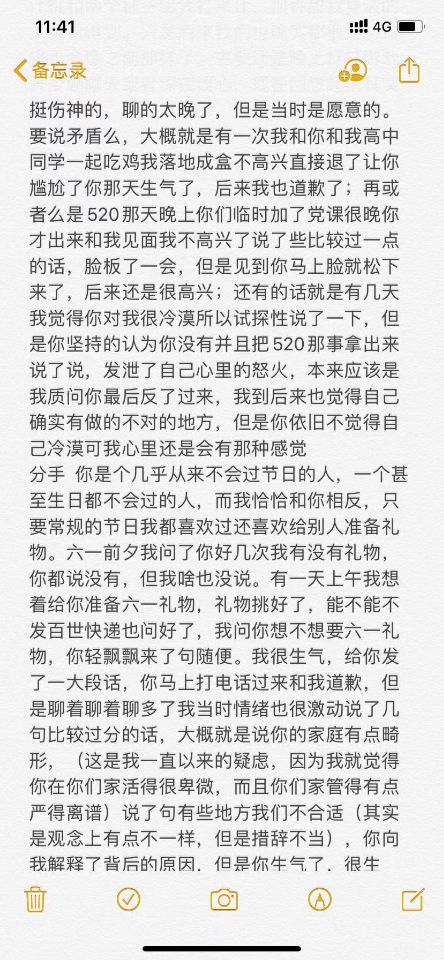 11:41
4G
备忘录
挺伤神的，聊的太晚了，但是当时是愿意的。
要说矛盾么，大概就是有一次我和你和我高中
同学一起吃鸡我落地成盒不高兴直接退了让你
尴尬了你那天生气了，后来我也道歉了；再或
者么是520那天晚上你们临时加了党课很晚你
才出来和我见面我不高兴了说了些比较过一点
的话，脸板了一会，但是见到你马上脸就松下
来了，后来还是很高兴；还有的话就是有几天
我觉得你对我很冷漠所以试探性说了一下，但
是你坚持的认为你没有并且把520那事拿出来
说了说，发泄了自己心里的怒火，本来应该是
我质问你最后反了过来，我到后来也觉得自己
确实有做的不对的地方，但是你依旧不觉得自
己冷漠可我心里还是会有那种感觉
分手 你是个几乎从来不会过节日的人，一个甚
至生日都不会过的人，而我恰恰和你相反，只
要常规的节日我都喜欢过还喜欢给别人准备礼
物。六一前夕我问了你好几次我有没有礼物，
你都说没有，但我啥也没说。有一天上午我想
着给你准备六一礼物，礼物挑好了，能不能不
发百世快递也问好了，我问你想不想要六一礼
物，你轻飘飘来了句随便。我很生气，给你发
了一大段话，你马上打电话过来和我道歉，但
是聊着聊着聊多了我当时情绪也很激动说了几
句比较过分的话，大概就是说你的家庭有点畸
形，（这是我一直以来的疑虑，因为我就觉得
你在你们家活得很卑微，而且你们家管得有点
严得离谱）说了句有些地方我们不合适（其实
是观念上有点不一样，但是措辞不当），你向
我解释了背后的原因，但是你生气了，很生